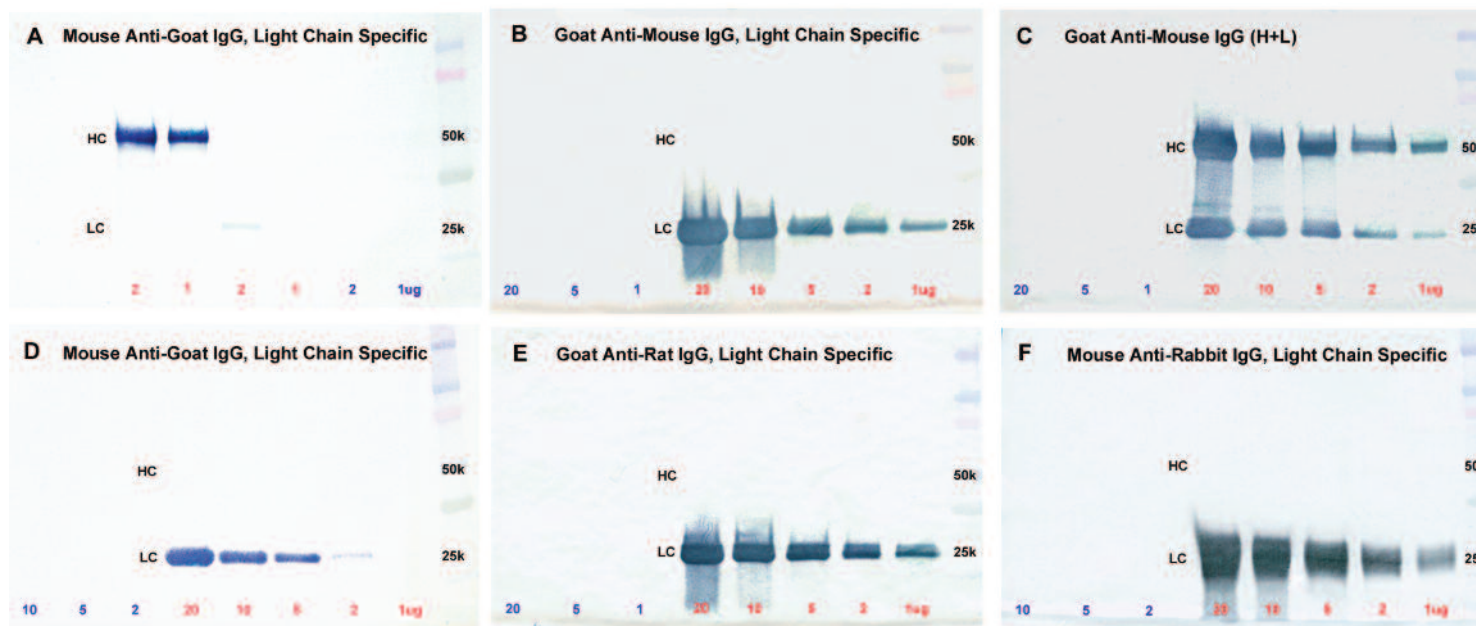 A Mouse Anti-Goat IgG, Light Chain Specific
HC
50k
LC
25k
2 1 2 2 1ug
B Goat Anti-Mouse IgG, Light Chain Specific
HC
50k
LC
25k
20 5 1 20 10 5 2 1ug
C Goat Anti-Mouse IgG (H+L)
HC
50
LC
25
20 5 1 20 10 5 2 1ug
D Mouse Anti-Goat IgG, Light Chain Specific
HC
50k
LC
25k
10 5 2 20 10 5 2 1ug
E Goat Anti-Rat IgG, Light Chain Specific
HC
50k
LC
25k
20 5 1 20 10 5 2 1ug
F Mouse Anti-Rabbit IgG, Light Chain Specific
HC
50
LC
25
10 5 2 20 10 5 2 1ug